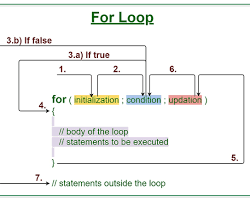 For Loop
3.b) If false
3.a) If true
1. 2. 6.
for ( initialization ; condition ; updation )
4.
{
// body of the loop
// statements to be executed
} 5.
7. // statements outside the loop